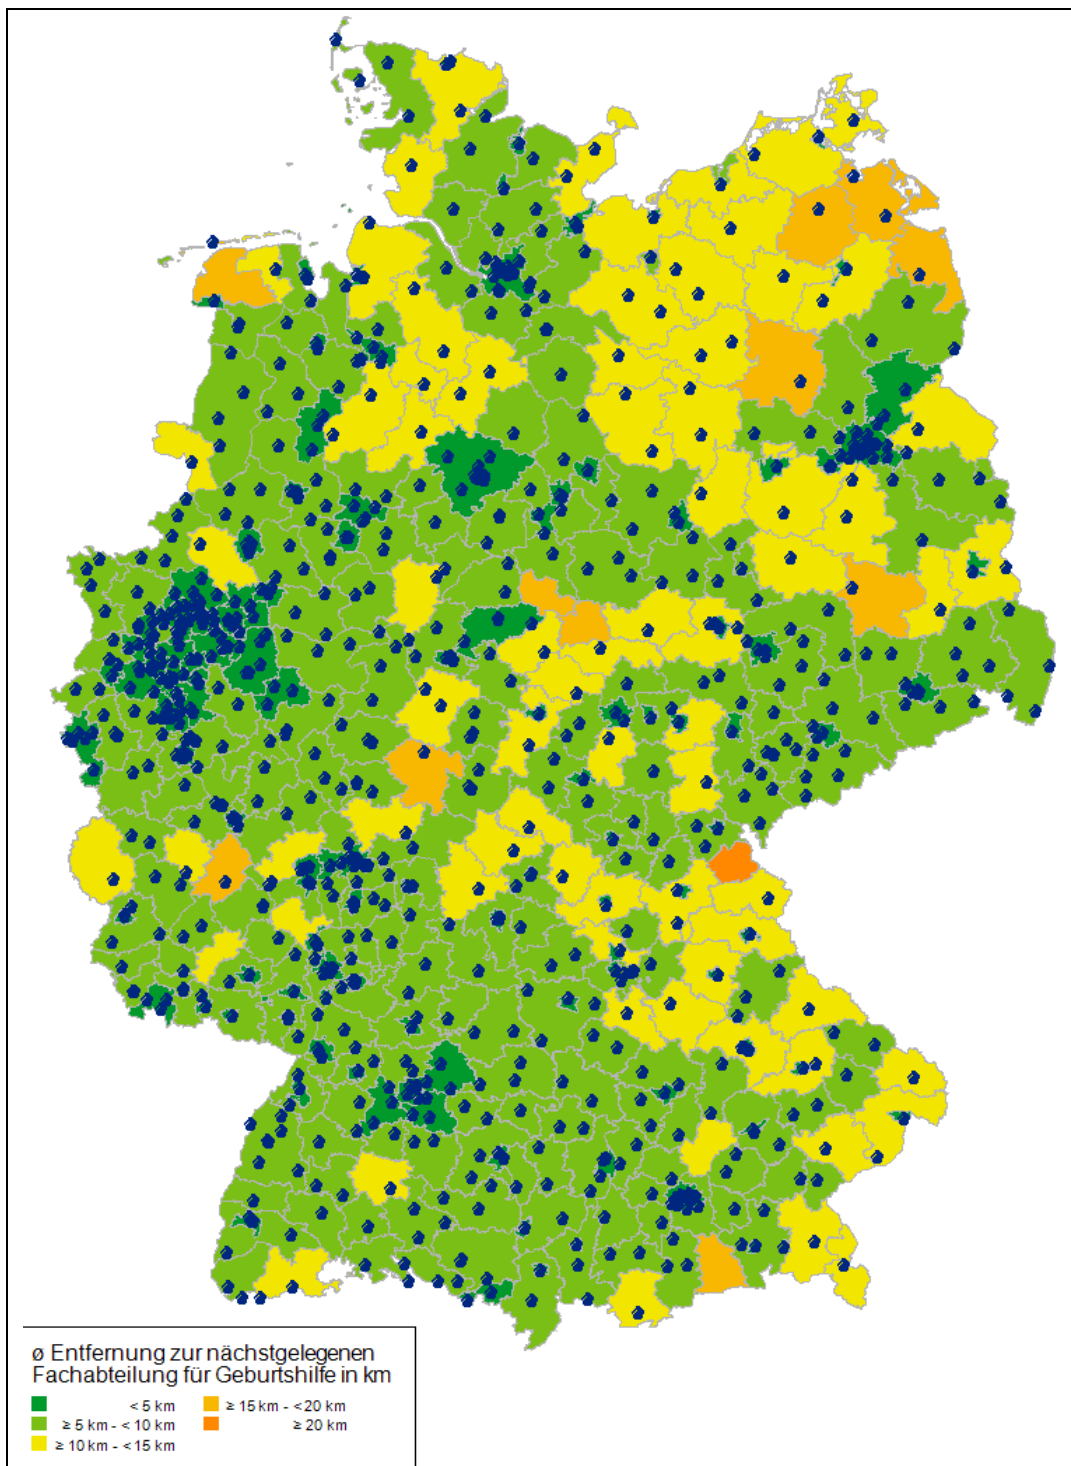 ø Entfernung zur nächstgelegenen
Fachabteilung für Geburtshilfe in km
< 5 km
≥ 15 km - < 20 km
≥ 5 km - < 10 km
≥ 20 km
≥ 10 km - < 15 km